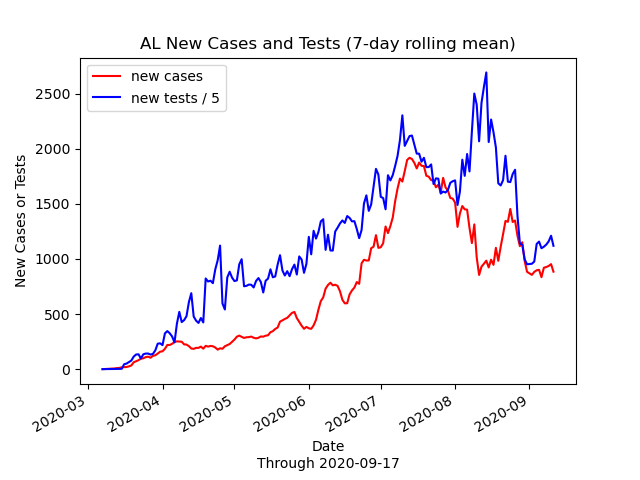 AL New Cases and Tests (7-day rolling mean)
new cases
new tests / 5
New Cases or Tests
2500
2000
1500
1000
500
0
2020-03
2020-04
2020-05
2020-06
2020-07
2020-08
2020-09
Date
Through 2020-09-17